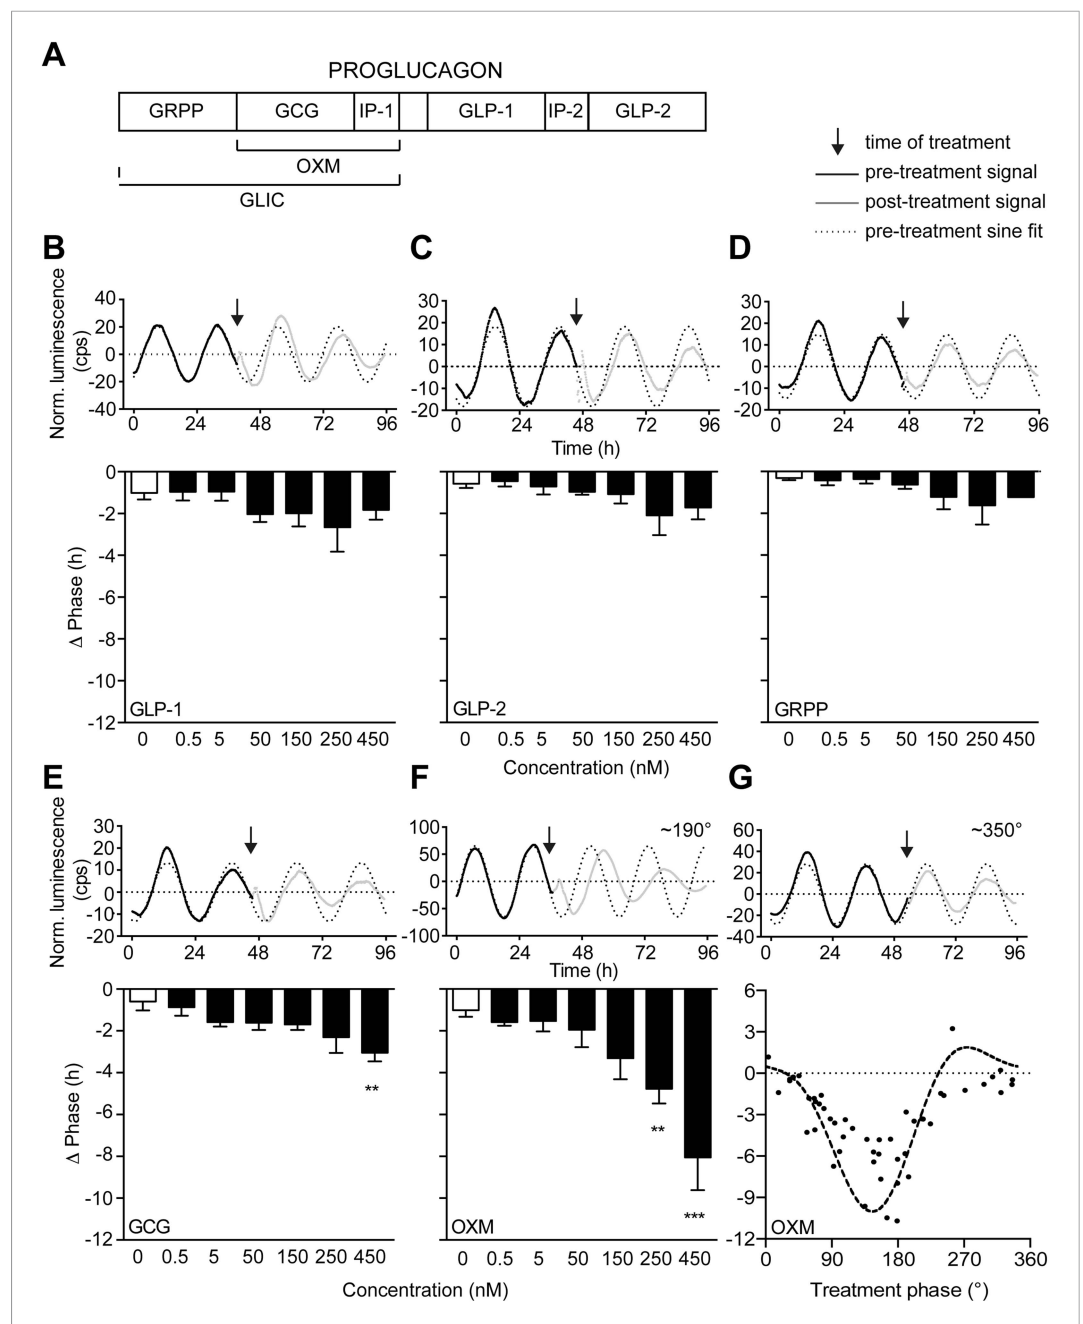 A
PROGLUCAGON
GRPP GCG IP-1 GLP-1 IP-2 GLP-2
OXM
GLIC
time of treatment
pre-treatment signal
post-treatment signal
pre-treatment sine fit
B
Norm. luminescence
(cps)
40
20
0
-20
-40
0 24 48 72 96
C
30
20
10
0
-10
-20
0 24 48 72 96
Time (h)
D
30
20
10
0
-10
-20
0 24 48 72 96
Δ Phase (h)
0
-2
-4
-6
-8
-10
-12
GLP-1
0 0.5 5 50 150 250 450
GLP-2
0 0.5 5 50 150 250 450
GRPP
0 0.5 5 50 150 250 450
Concentration (nM)
E
Norm. luminescence
(cps)
30
20
10
0
-10
-20
0 24 48 72 96
F
~190°
100
50
0
-50
-100
0 24 48 72 96
Time (h)
G
~350°
60
40
20
0
-20
-40
0 24 48 72 96
Δ Phase (h)
0
-2
-4
-6
-8
-10
-12
**
GCG
0 0.5 5 50 150 250 450
**
***
OXM
0 0.5 5 50 150 250 450
Concentration (nM)
6
3
0
-3
-6
-9
-12
OXM
0 90 180 270 360
Treatment phase (°)